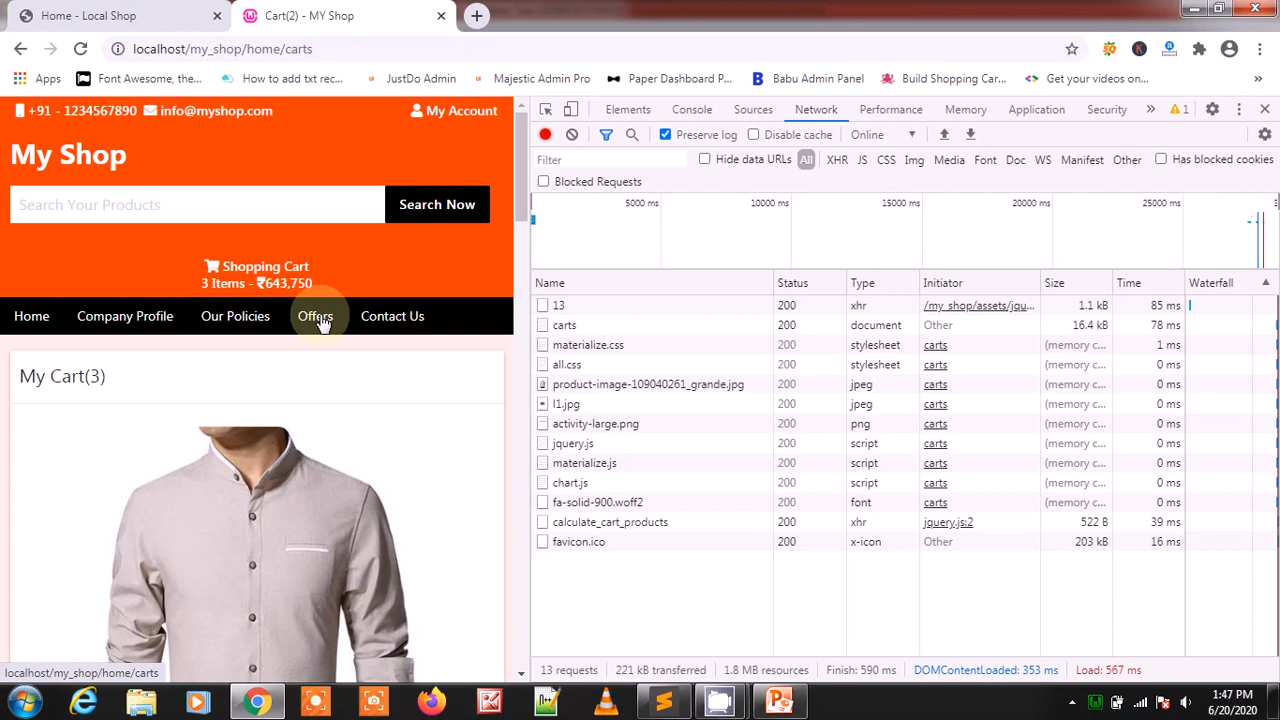 Home - Local Shop
Cart(2) - MY Shop
localhost/my_shop/home/carts
Apps
Font Awesome, the...
How to add txt rec...
JustDo Admin
Majestic Admin Pro
Paper Dashboard P...
Babu Admin Panel
Build Shopping Car...
Get your videos on...
+91 - 1234567890 info@myshop.com My Account
My Shop
Search Your Products Search Now
Shopping Cart
3 Items - ₹643,750
Home Company Profile Our Policies Offers Contact Us
My Cart(3)
localhost/my_shop/home/carts
Elements Console Sources Network Performance Memory Application Security » 1
Preserve log Disable cache Online
Filter Hide data URLs All XHR JS CSS Img Media Font Doc WS Manifest Other Has blocked cookies
Blocked Requests
5000 ms 10000 ms 15000 ms 20000 ms 25000 ms
Name Status Type Initiator Size Time Waterfall
13 200 xhr /my_shop/assets/jqu... 1.1 kB 85 ms
carts 200 document Other 16.4 kB 78 ms
materialize.css 200 stylesheet carts (memory c... 1 ms
all.css 200 stylesheet carts (memory c... 0 ms
product-image-109040261_grande.jpg 200 jpeg carts (memory c... 0 ms
l1.jpg 200 jpeg carts (memory c... 0 ms
activity-large.png 200 png carts (memory c... 0 ms
jquery.js 200 script carts (memory c... 0 ms
materialize.js 200 script carts (memory c... 0 ms
chart.js 200 script carts (memory c... 0 ms
fa-solid-900.woff2 200 font carts (memory c... 0 ms
calculate_cart_products 200 xhr jquery.js:2 522 B 39 ms
favicon.ico 200 x-icon Other 203 kB 16 ms
13 requests 221 kB transferred 1.8 MB resources Finish: 590 ms DOMContentLoaded: 353 ms Load: 567 ms
1:47 PM
6/20/2020